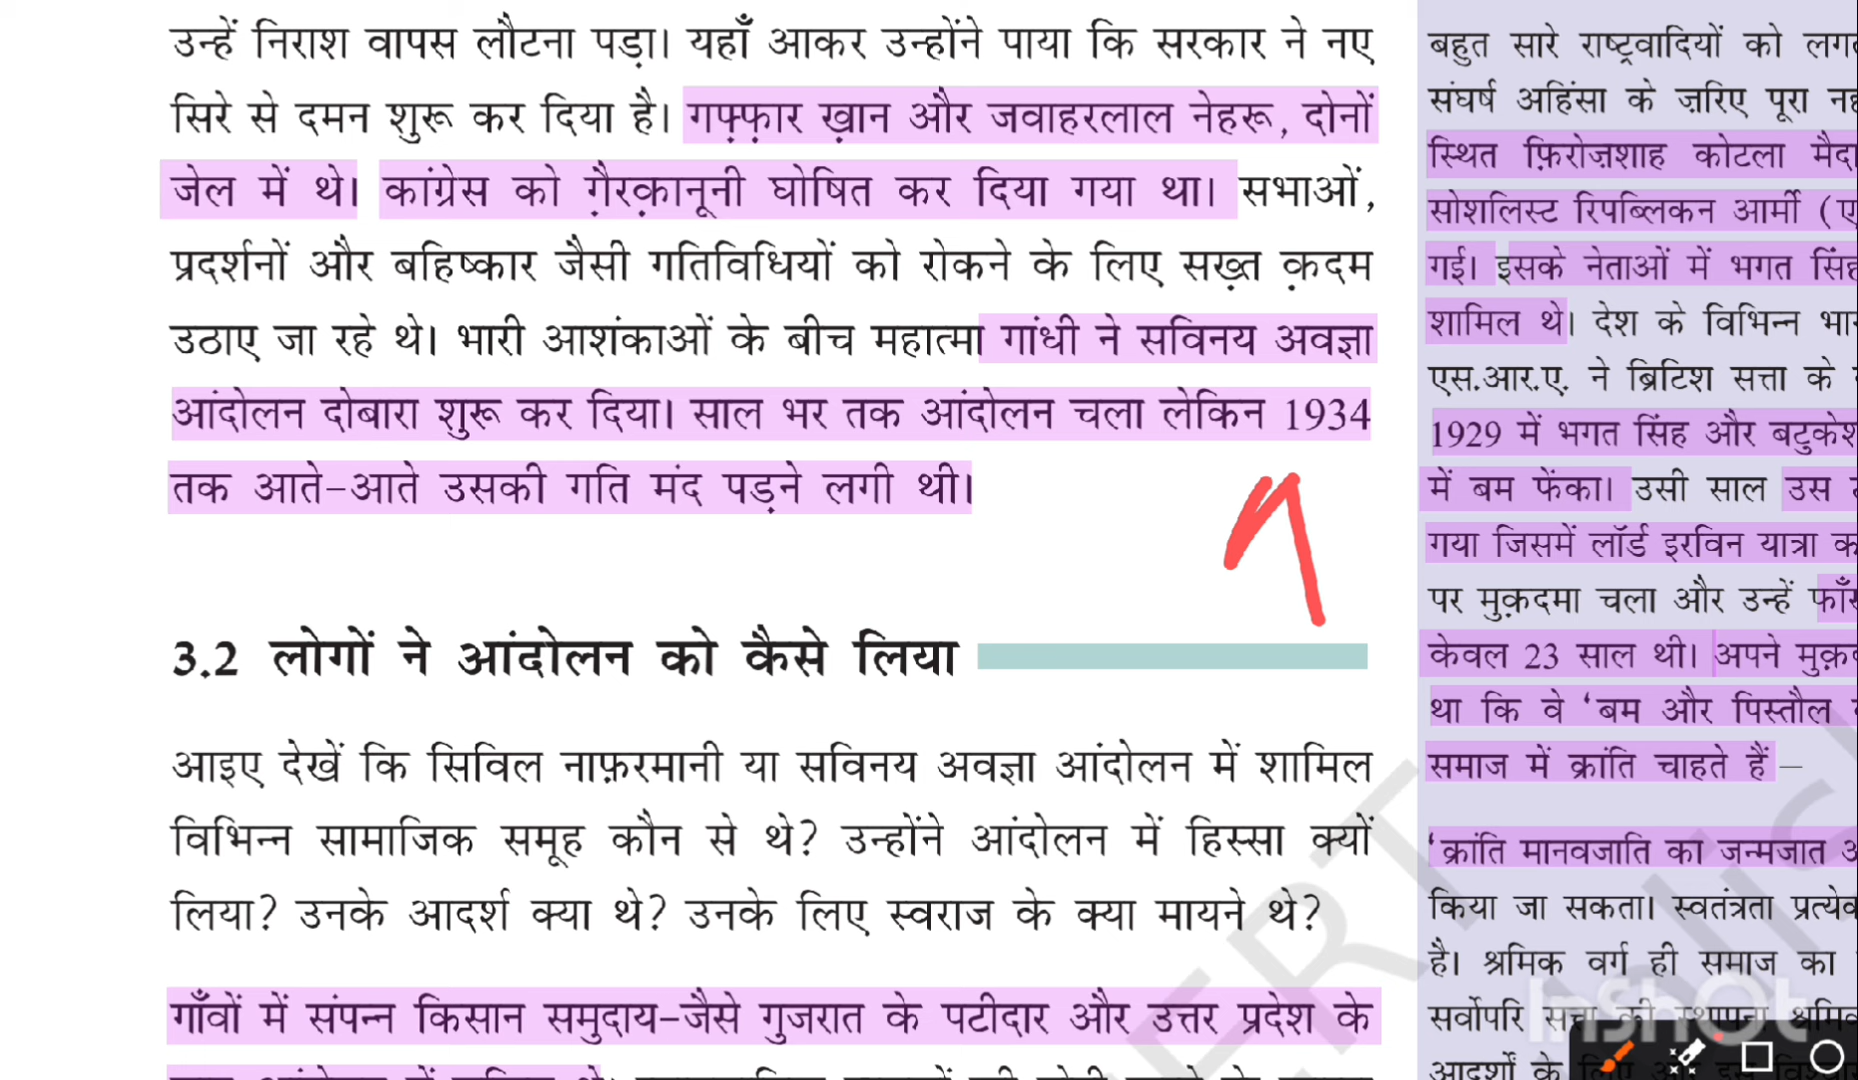 उन्हें निराश वापस लौटना पड़ा। यहाँ आकर उन्होंने पाया कि सरकार ने नए
सिरे से दमन शुरू कर दिया है। गफ़्फ़ार ख़ान और जवाहरलाल नेहरू, दोनों
जेल में थे। कांग्रेस को ग़ैरक़ानूनी घोषित कर दिया गया था। सभाओं,
प्रदर्शनों और बहिष्कार जैसी गतिविधियों को रोकने के लिए सख़्त क़दम
उठाए जा रहे थे। भारी आशंकाओं के बीच महात्मा गांधी ने सविनय अवज्ञा
आंदोलन दोबारा शुरू कर दिया। साल भर तक आंदोलन चला लेकिन 1934
तक आते-आते उसकी गति मंद पड़ने लगी थी।
3.2 लोगों ने आंदोलन को कैसे लिया
आइए देखें कि सिविल नाफ़रमानी या सविनय अवज्ञा आंदोलन में शामिल
विभिन्न सामाजिक समूह कौन से थे? उन्होंने आंदोलन में हिस्सा क्यों
लिया? उनके आदर्श क्या थे? उनके लिए स्वराज के क्या मायने थे?
गाँवों में संपन्न किसान समुदाय-जैसे गुजरात के पटीदार और उत्तर प्रदेश के
बहुत सारे राष्ट्रवादियों को
संघर्ष अहिंसा के ज़रिए पूरा
स्थित फ़िरोज़शाह कोटला
सोशलिस्ट रिपब्लिकन आर्मी
गई। इसके नेताओं में भगत सिंह
शामिल थे। देश के विभिन्न
एस.आर.ए. ने ब्रिटिश सत्ता के
1929 में भगत सिंह और
में बम फेंका। उसी साल उस
गया जिसमें लॉर्ड इरविन यात्रा
पर मुक़दमा चला और उन्हें
केवल 23 साल थी। अपने
था कि वे ‘बम और पिस्तौल
समाज में क्रांति चाहते हैं –
‘क्रांति मानवजाति का जन्मजात
किया जा सकता। स्वतंत्रता
है। श्रमिक वर्ग ही समाज का
सर्वोपरि सत्ता की स्थापना
आदर्शों के
InShOt